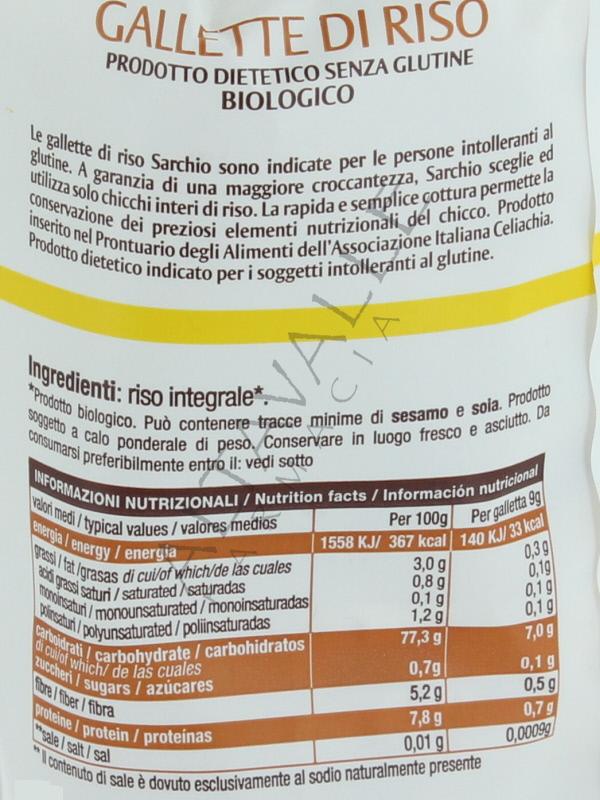 GALLETTE DI RISO
PRODOTTO DIETETICO SENZA GLUTINE
BIOLOGICO
Le gallette di riso Sarchio sono indicate per le persone intolleranti al
glutine. A garanzia di una maggiore croccantezza, Sarchio sceglie ed
utilizza solo chicchi interi di riso. La rapida e semplice cottura permette la
conservazione dei preziosi elementi nutrizionali del chicco. Prodotto
inserito nel Prontuario degli Alimenti dell'Associazione Italiana Celiachia.
Prodotto dietetico indicato per i soggetti intolleranti al glutine.
Ingredienti: riso integrale*.
*Prodotto biologico. Può contenere tracce minime di sesamo e soia. Prodotto
soggetto a calo ponderale di peso. Conservare in luogo fresco e asciutto. Da
consumarsi preferibilmente entro il: vedi sotto
INFORMAZIONI NUTRIZIONALI / Nutrition facts / Información nutricional
valori medi / typical values / valores medios Per 100g Per galletta 9g
energia / energy / energía 1558 KJ/ 367 kcal 140 KJ/ 33 kcal
grassi / fat /grasas di cui/of which/de las cuales 3,0 g 0,3 g
acidi grassi saturi / saturated / saturadas 0,8 g 0,1g
monoinsaturi / monounsaturated / monoinsaturadas 0,1 g 0,1 g
polinsaturi / polyunsaturated / poliinsaturadas 1,2 g 0,1 g
carboidrati / carbohydrate / carbohidratos 77,3 g 7,0 g
di cui/of which/ de las cuales
zuccheri / sugars / azúcares 0,7g 0,1 g
fibre / fiber / fibra 5,2 g 0,5 g
proteine / protein / proteínas 7,8 g 0,7 g
**sale / salt / sal 0,01 g 0,0009g
** Il contenuto di sale è dovuto esclusivamente al sodio naturalmente presente
ALTAVALLE
FARMACIA